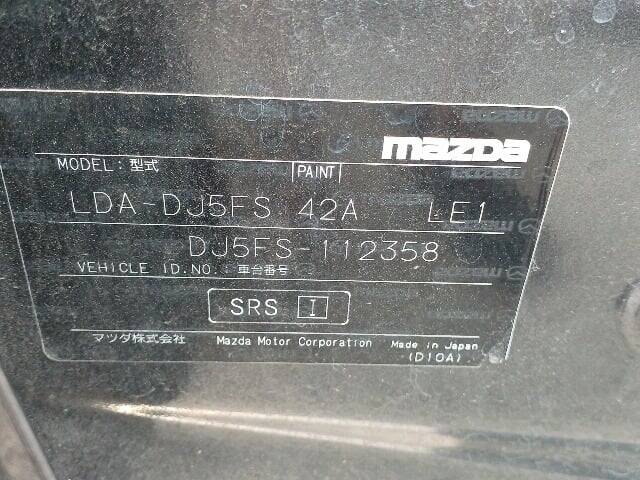 mazda
MODEL: 型式 PAINT
LDA-DJ5FS 42A LE1
DJ5FS-112358
VEHICLE ID.NO.: 車台番号
SRS I
マツダ株式会社 Mazda Motor Corporation Made in Japan
(D10A)